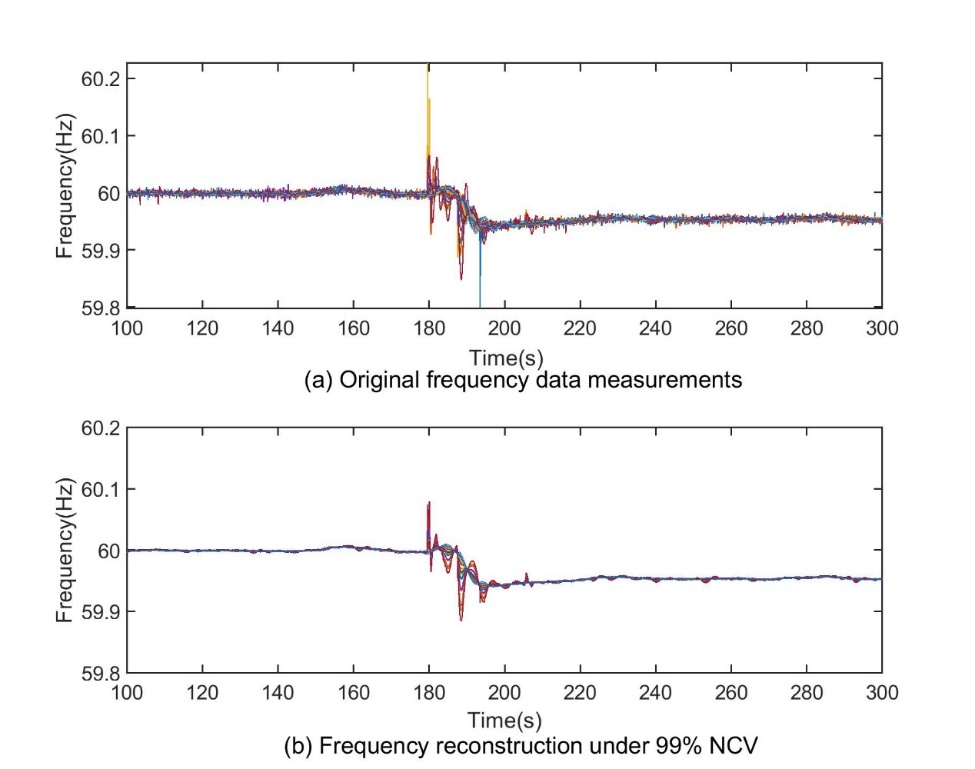 60.2
60.1
60
59.9
59.8
Frequency(Hz)
100 120 140 160 180 200 220 240 260 280 300
Time(s)
(a) Original frequency data measurements
60.2
60.1
60
59.9
59.8
Frequency(Hz)
100 120 140 160 180 200 220 240 260 280 300
Time(s)
(b) Frequency reconstruction under 99% NCV